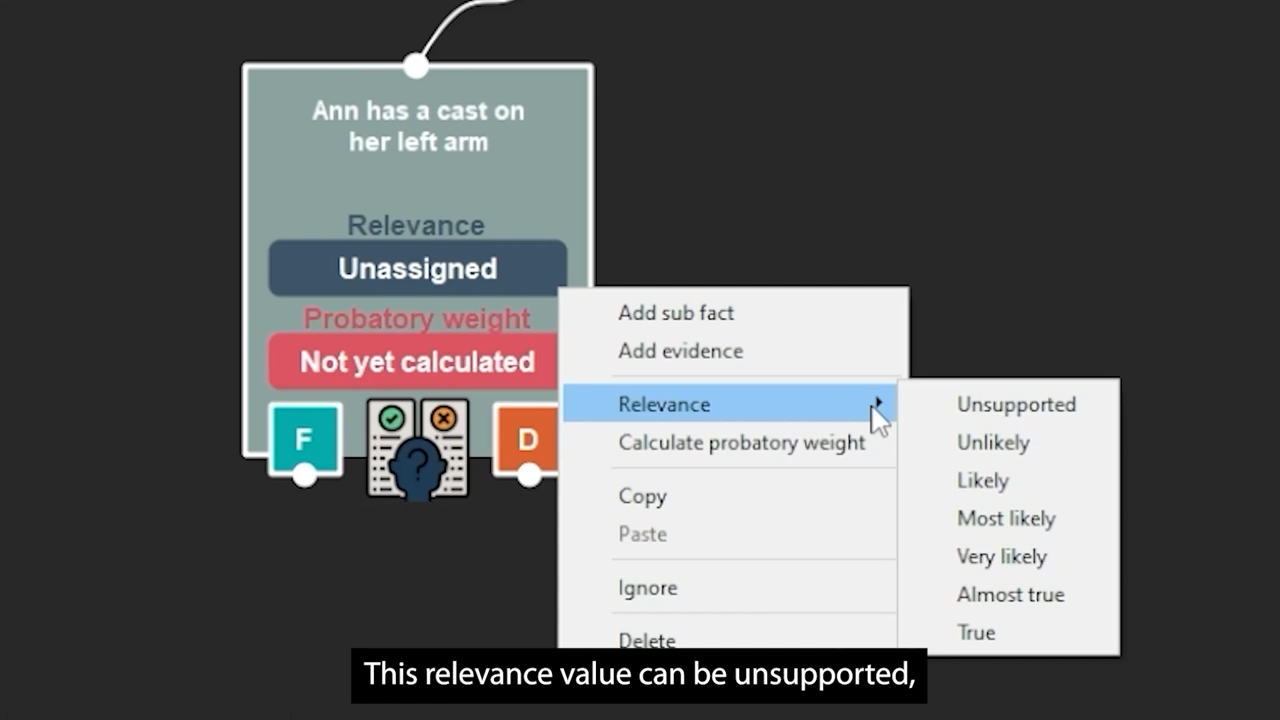 Ann has a cast on
her left arm
Relevance
Unassigned
Probatory weight
Not yet calculated
F
D
Add sub fact
Add evidence
Relevance
Calculate probatory weight
Copy
Paste
Ignore
Delete
Unsupported
Unlikely
Likely
Most likely
Very likely
Almost true
True
This relevance value can be unsupported,